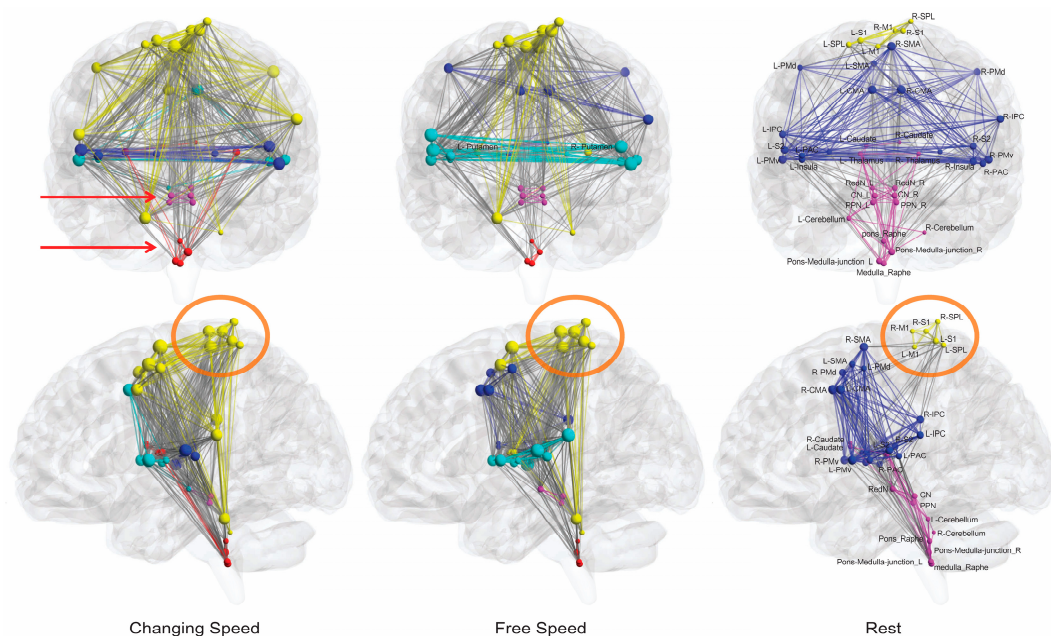 R-SPL
R-M1
L-S1
R-S1
L-SPL
L-M1
R-SMA
L-SMA
L-PMd
R-PMd
L-CMA
R-CMA
R-IPC
L-IPC
L-Caudate
R-Caudate
R-S2
L-S2
L-PAC
L-PMv
L-Insula
L- Thalamus
R- Thalamus
R-Insula
R-PMv
R-PAC
L- Putamen
R- Putamen
RedN_L
RedN_R
CN_L
CN_R
PPN_L
PPN_R
L-Cerebellum
R-Cerebellum
pons_Raphe
Pons-Medulla-junction_R
Pons-Medulla-junction_L
Medulla_Raphe
R-SPL
R-S1
R-M1
L-S1
L-SPL
L-M1
R-SMA
L-SMA
L-PMd
R-PMd
R-CMA
L-CMA
R-IPC
L-IPC
R-Caudate
L-Caudate
L-PAC
R-PMv
L-PMv
R-PAC
RedN
CN
PPN
L-Cerebellum
R-Cerebellum
Pons_Raphe
Pons-Medulla-junction_R
Pons-Medulla-junction_L
medulla_Raphe
Changing Speed
Free Speed
Rest